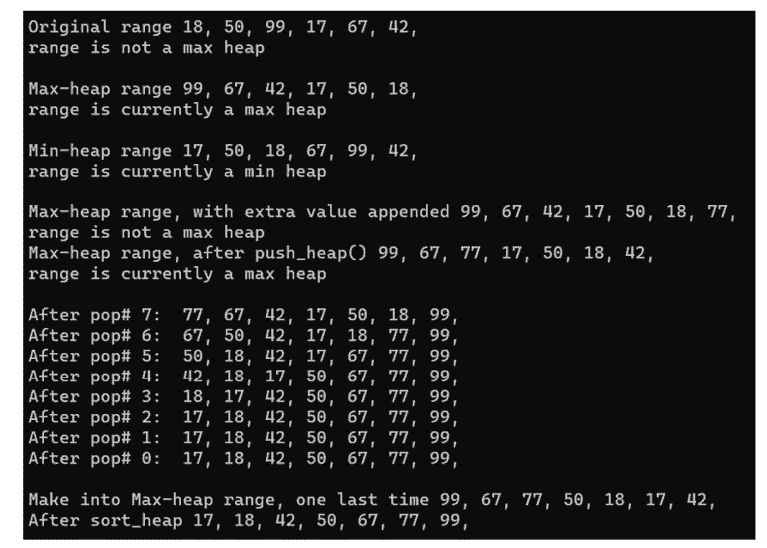 Original range 18, 50, 99, 17, 67, 42,
range is not a max heap
Max-heap range 99, 67, 42, 17, 50, 18,
range is currently a max heap
Min-heap range 17, 50, 18, 67, 99, 42,
range is currently a min heap
Max-heap range, with extra value appended 99, 67, 42, 17, 50, 18, 77,
range is not a max heap
Max-heap range, after push_heap() 99, 67, 77, 17, 50, 18, 42,
range is currently a max heap
After pop# 7: 77, 67, 42, 17, 50, 18, 99,
After pop# 6: 67, 50, 42, 17, 18, 77, 99,
After pop# 5: 50, 18, 42, 17, 67, 77, 99,
After pop# 4: 42, 18, 17, 50, 67, 77, 99,
After pop# 3: 18, 17, 42, 50, 67, 77, 99,
After pop# 2: 17, 18, 42, 50, 67, 77, 99,
After pop# 1: 17, 18, 42, 50, 67, 77, 99,
After pop# 0: 17, 18, 42, 50, 67, 77, 99,
Make into Max-heap range, one last time 99, 67, 77, 50, 18, 17, 42,
After sort_heap 17, 18, 42, 50, 67, 77, 99,